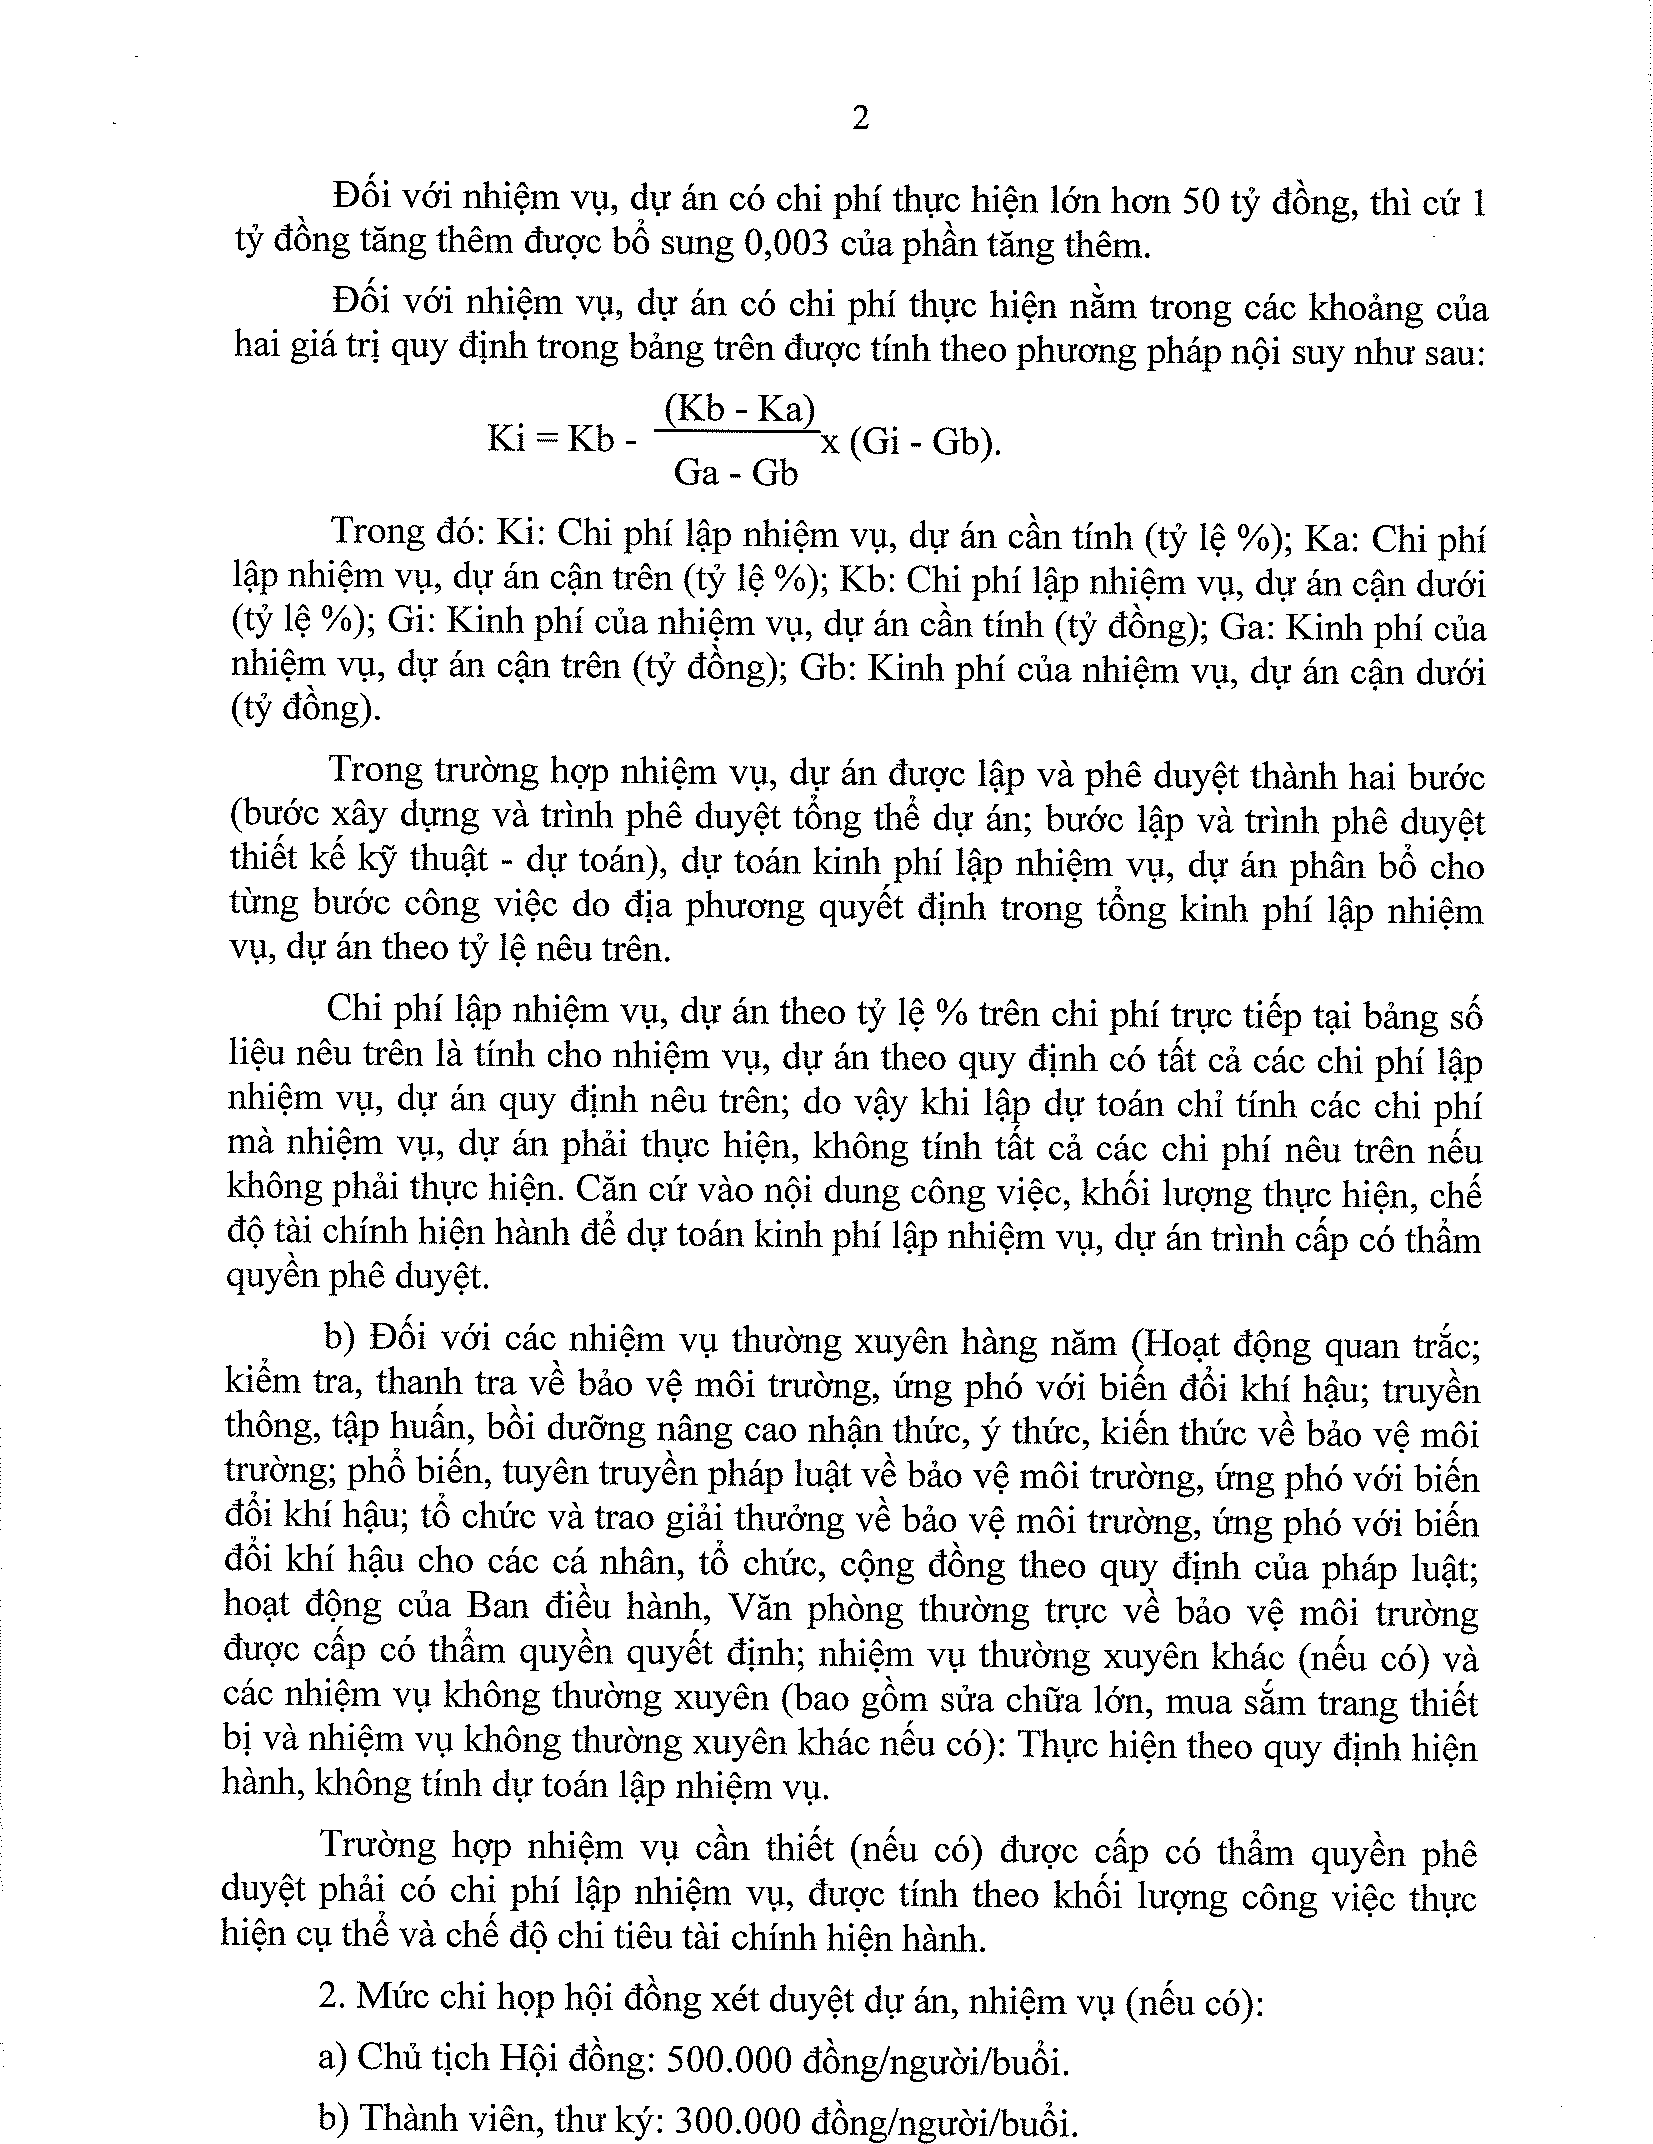 2
Đối với nhiệm vụ, dự án có chi phí thực hiện lớn hơn 50 tỷ đồng, thì cứ 1
tỷ đồng tăng thêm được bổ sung 0,003 của phần tăng thêm.
Đối với nhiệm vụ, dự án có chi phí thực hiện nằm trong các khoảng của
hai giá trị quy định trong bảng trên được tính theo phương pháp nội suy như sau:
(Kb - Ka)
Ki = Kb - x (Gi - Gb).
Ga - Gb
Trong đó: Ki: Chi phí lập nhiệm vụ, dự án cần tính (tỷ lệ %); Ka: Chi phí
lập nhiệm vụ, dự án cận trên (tỷ lệ %); Kb: Chi phí lập nhiệm vụ, dự án cận dưới
(tỷ lệ %); Gi: Kinh phí của nhiệm vụ, dự án cần tính (tỷ đồng); Ga: Kinh phí của
nhiệm vụ, dự án cận trên (tỷ đồng); Gb: Kinh phí của nhiệm vụ, dự án cận dưới
(tỷ đồng).
Trong trường hợp nhiệm vụ, dự án được lập và phê duyệt thành hai bước
(bước xây dựng và trình phê duyệt tổng thể dự án; bước lập và trình phê duyệt
thiết kế kỹ thuật - dự toán), dự toán kinh phí lập nhiệm vụ, dự án phân bổ cho
từng bước công việc do địa phương quyết định trong tổng kinh phí lập nhiệm
vụ, dự án theo tỷ lệ nêu trên.
Chi phí lập nhiệm vụ, dự án theo tỷ lệ % trên chi phí trực tiếp tại bảng số
liệu nêu trên là tính cho nhiệm vụ, dự án theo quy định có tất cả các chi phí lập
nhiệm vụ, dự án quy định nêu trên; do vậy khi lập dự toán chỉ tính các chi phí
mà nhiệm vụ, dự án phải thực hiện, không tính tất cả các chi phí nêu trên nếu
không phải thực hiện. Căn cứ vào nội dung công việc, khối lượng thực hiện, chế
độ tài chính hiện hành để dự toán kinh phí lập nhiệm vụ, dự án trình cấp có thẩm
quyền phê duyệt.
b) Đối với các nhiệm vụ thường xuyên hàng năm (Hoạt động quan trắc;
kiểm tra, thanh tra về bảo vệ môi trường, ứng phó với biến đổi khí hậu; truyền
thông, tập huấn, bồi dưỡng nâng cao nhận thức, ý thức, kiến thức về bảo vệ môi
trường; phổ biến, tuyên truyền pháp luật về bảo vệ môi trường, ứng phó với biến
đổi khí hậu; tổ chức và trao giải thưởng về bảo vệ môi trường, ứng phó với biến
đổi khí hậu cho các cá nhân, tổ chức, cộng đồng theo quy định của pháp luật;
hoạt động của Ban điều hành, Văn phòng thường trực về bảo vệ môi trường
được cấp có thẩm quyền quyết định; nhiệm vụ thường xuyên khác (nếu có) và
các nhiệm vụ không thường xuyên (bao gồm sửa chữa lớn, mua sắm trang thiết
bị và nhiệm vụ không thường xuyên khác nếu có): Thực hiện theo quy định hiện
hành, không tính dự toán lập nhiệm vụ.
Trường hợp nhiệm vụ cần thiết (nếu có) được cấp có thẩm quyền phê
duyệt phải có chi phí lập nhiệm vụ, được tính theo khối lượng công việc thực
hiện cụ thể và chế độ chi tiêu tài chính hiện hành.
2. Mức chi họp hội đồng xét duyệt dự án, nhiệm vụ (nếu có):
a) Chủ tịch Hội đồng: 500.000 đồng/người/buổi.
b) Thành viên, thư ký: 300.000 đồng/người/buổi.